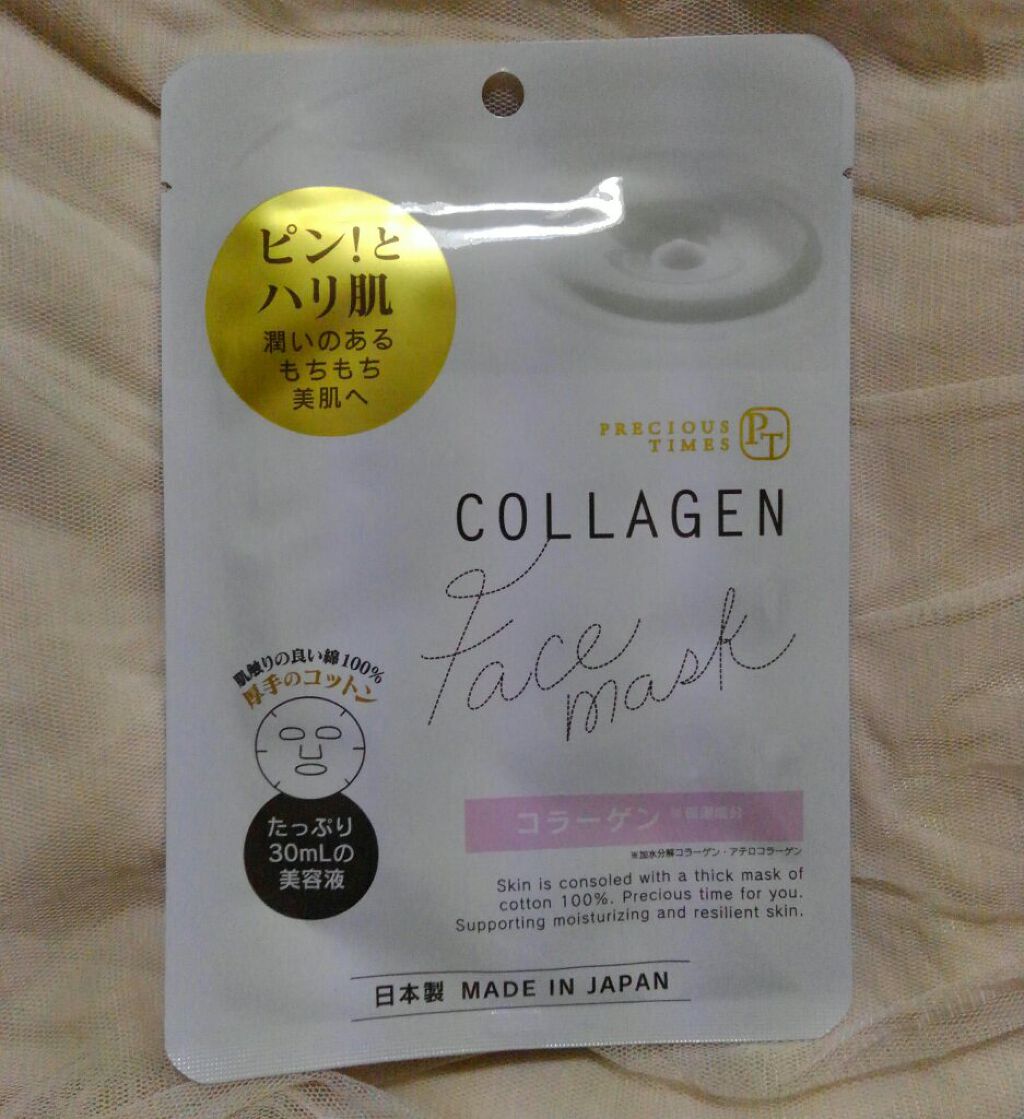 ピン！と
ハリ肌
潤いのある
もちもち
美肌へ
PRECIOUS
TIMES
PT
COLLAGEN
Face
mask
肌触りの良い綿100%
厚手のコットン
たっぷり
30mLの
美容液
コラーゲン ※保湿成分
※加水分解コラーゲン・アテロコラーゲン
Skin is consoled with a thick mask of
cotton 100%. Precious time for you.
Supporting moisturizing and resilient skin.
日本製 MADE IN JAPAN